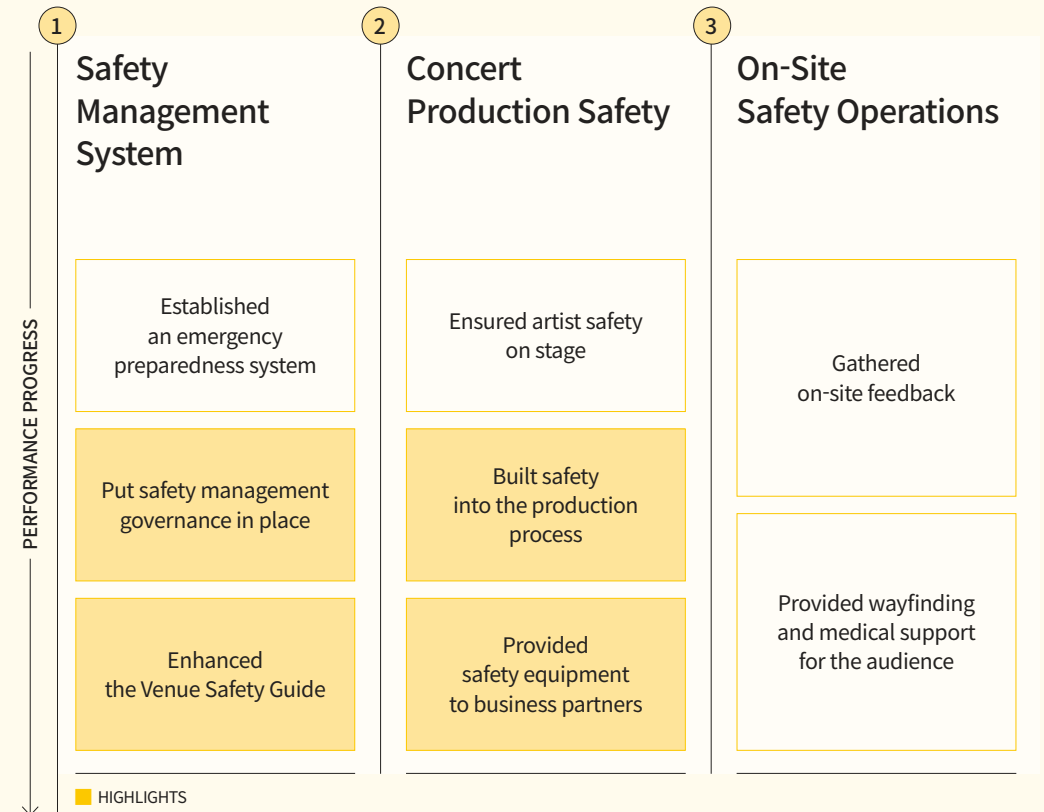 1
Safety
Management
System
Established
an emergency
preparedness system
Put safety management
governance in place
Enhanced
the Venue Safety Guide
2
Concert
Production Safety
Ensured artist safety
on stage
Built safety
into the production
process
Provided
safety equipment
to business partners
3
On-Site
Safety Operations
Gathered
on-site feedback
Provided wayfinding
and medical support
for the audience
PERFORMANCE PROGRESS
HIGHLIGHTS